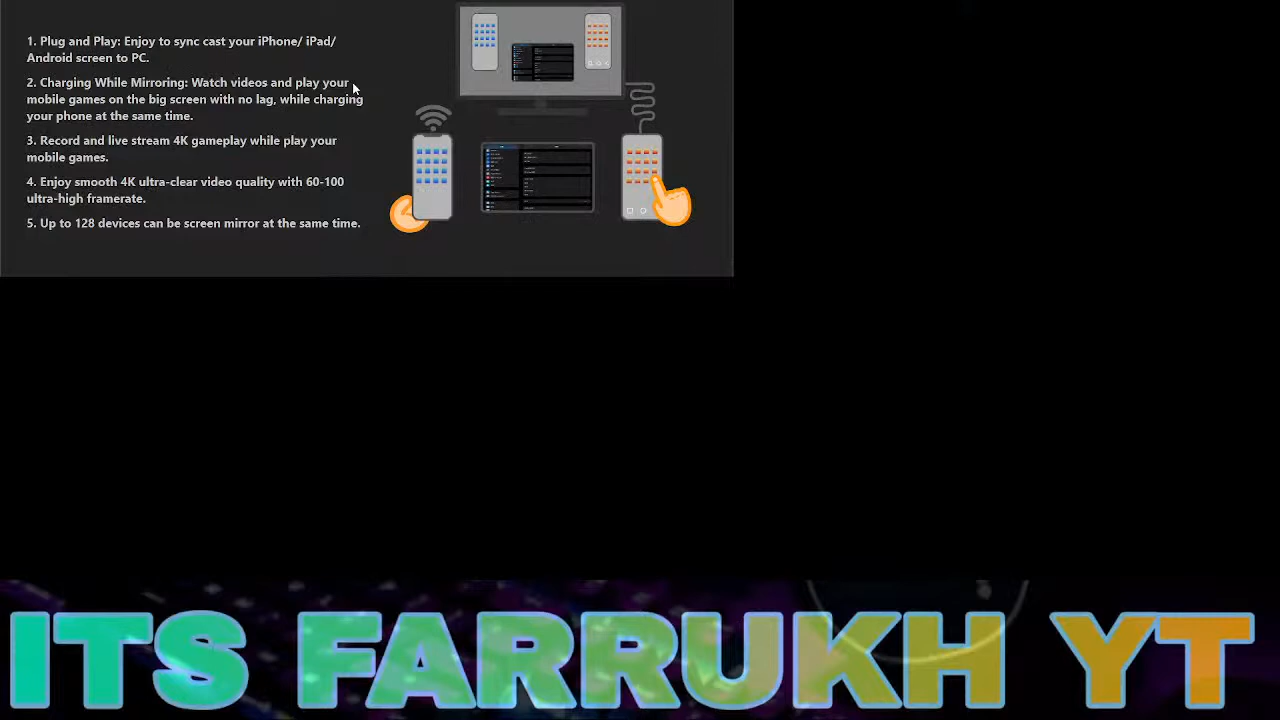 1. Plug and Play: Enjoy to sync cast your iPhone/ iPad/
Android screen to PC.
2. Charging While Mirroring: Watch videos and play your
mobile games on the big screen with no lag, while charging
your phone at the same time.
3. Record and live stream 4K gameplay while play your
mobile games.
4. Enjoy smooth 4K ultra-clear video quality with 60-100
ultra-high framerate.
5. Up to 128 devices can be screen mirror at the same time.
ITS FARRUKH YT